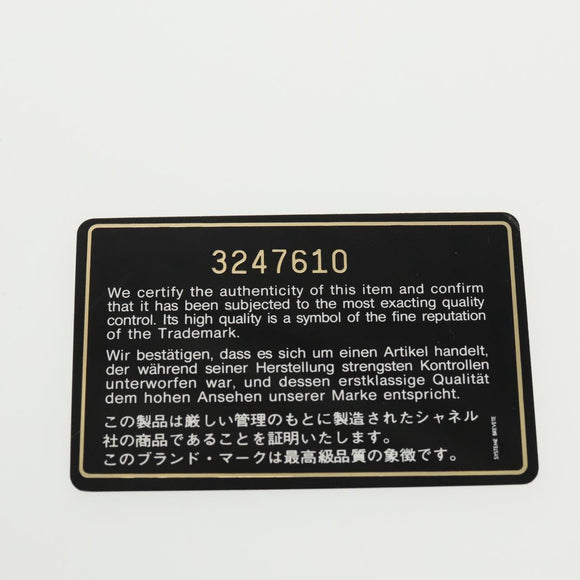 3247610
We certify the authenticity of this item and confirm
that it has been subjected to the most exacting quality
control. Its high quality is a symbol of the fine reputation
of the Trademark.
Wir bestätigen, dass es sich um einen Artikel handelt,
der während seiner Herstellung strengsten Kontrollen
unterworfen war, und dessen erstklassige Qualität
dem hohen Ansehen unserer Marke entspricht.
この製品は厳しい管理のもとに製造されたシャネル
社の商品であることを証明いたします。
このブランド・マークは最高級品質の象徴です。
SYSTEME BREVETE